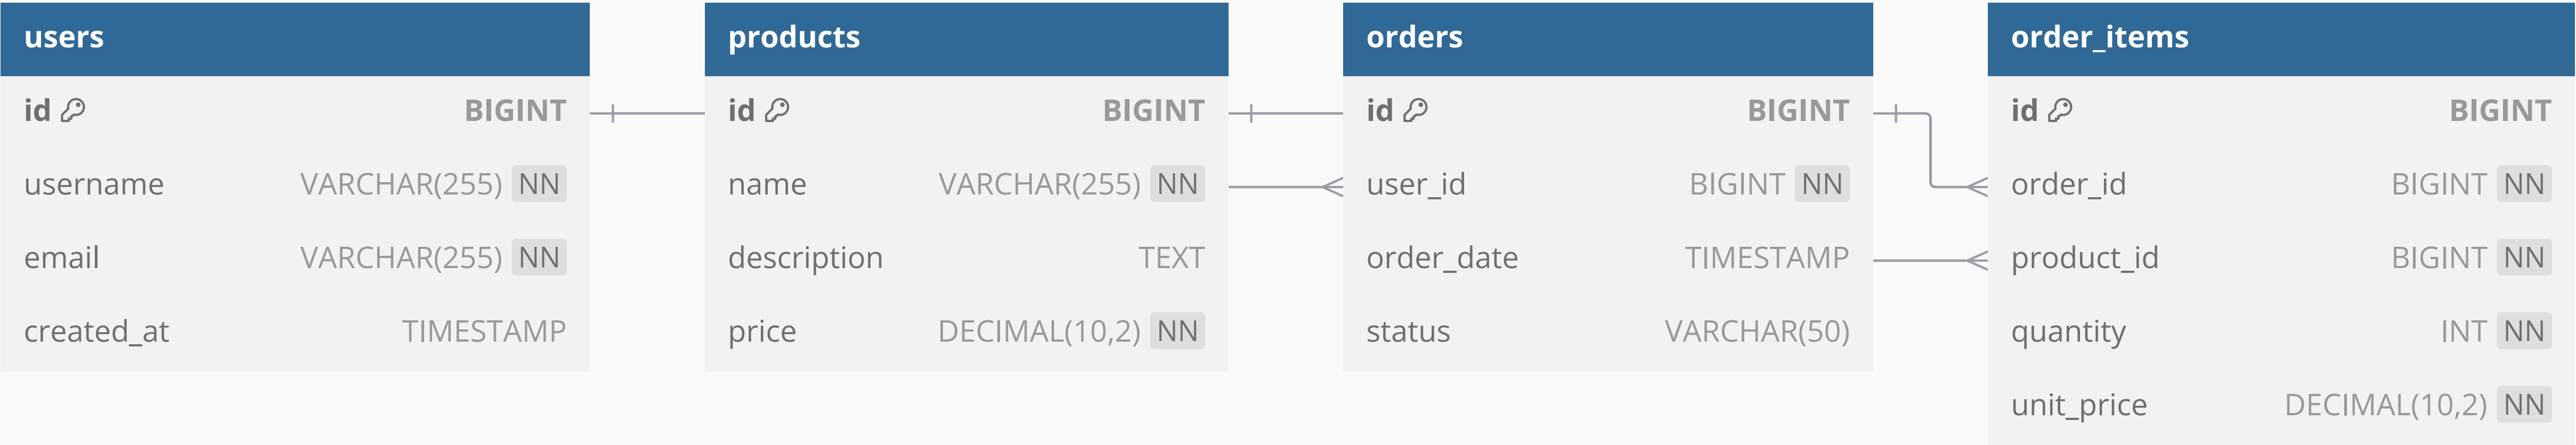 users
id BIGINT
username VARCHAR(255) NN
email VARCHAR(255) NN
created_at TIMESTAMP
products
id BIGINT
name VARCHAR(255) NN
description TEXT
price DECIMAL(10,2) NN
orders
id BIGINT
user_id BIGINT NN
order_date TIMESTAMP
status VARCHAR(50)
order_items
id BIGINT
order_id BIGINT NN
product_id BIGINT NN
quantity INT NN
unit_price DECIMAL(10,2) NN